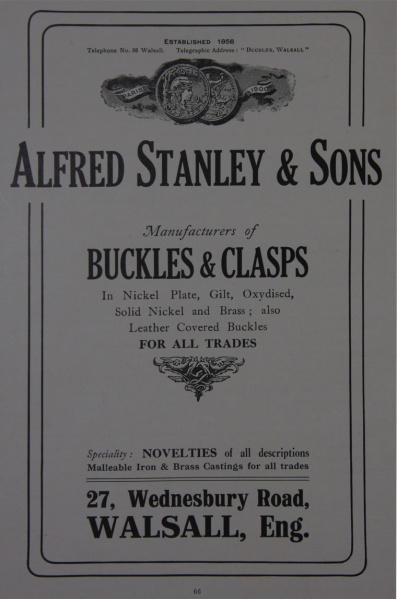 ESTABLISHED 1856
Telephone No. 86 Walsall. Telegraphic Address: "BUCKLES, WALSALL"
PARIS 1900
ALFRED STANLEY & SONS
Manufacturers of
BUCKLES & CLASPS
In Nickel Plate, Gilt, Oxydised,
Solid Nickel and Brass; also
Leather Covered Buckles
FOR ALL TRADES
Speciality: NOVELTIES of all descriptions
Malleable Iron & Brass Castings for all trades
27, Wednesbury Road,
WALSALL, Eng.
66